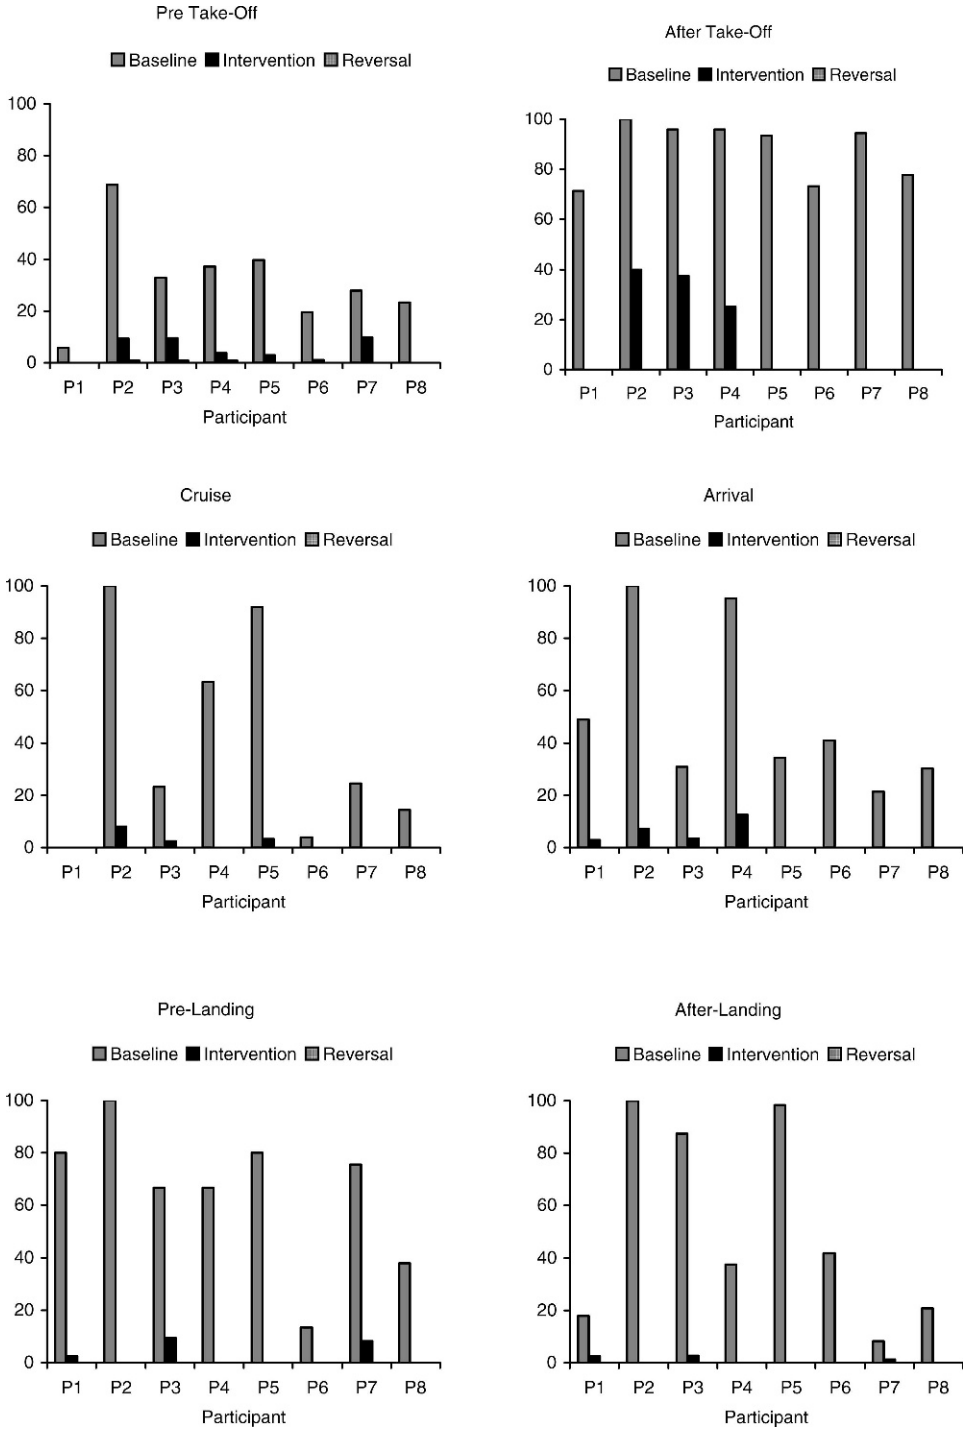 Pre Take-Off
Baseline Intervention Reversal
100
80
60
40
20
0
P1 P2 P3 P4 P5 P6 P7 P8
Participant
After Take-Off
Baseline Intervention Reversal
100
80
60
40
20
0
P1 P2 P3 P4 P5 P6 P7 P8
Participant
Cruise
Baseline Intervention Reversal
100
80
60
40
20
0
P1 P2 P3 P4 P5 P6 P7 P8
Participant
Arrival
Baseline Intervention Reversal
100
80
60
40
20
0
P1 P2 P3 P4 P5 P6 P7 P8
Participant
Pre-Landing
Baseline Intervention Reversal
100
80
60
40
20
0
P1 P2 P3 P4 P5 P6 P7 P8
Participant
After-Landing
Baseline Intervention Reversal
100
80
60
40
20
0
P1 P2 P3 P4 P5 P6 P7 P8
Participant